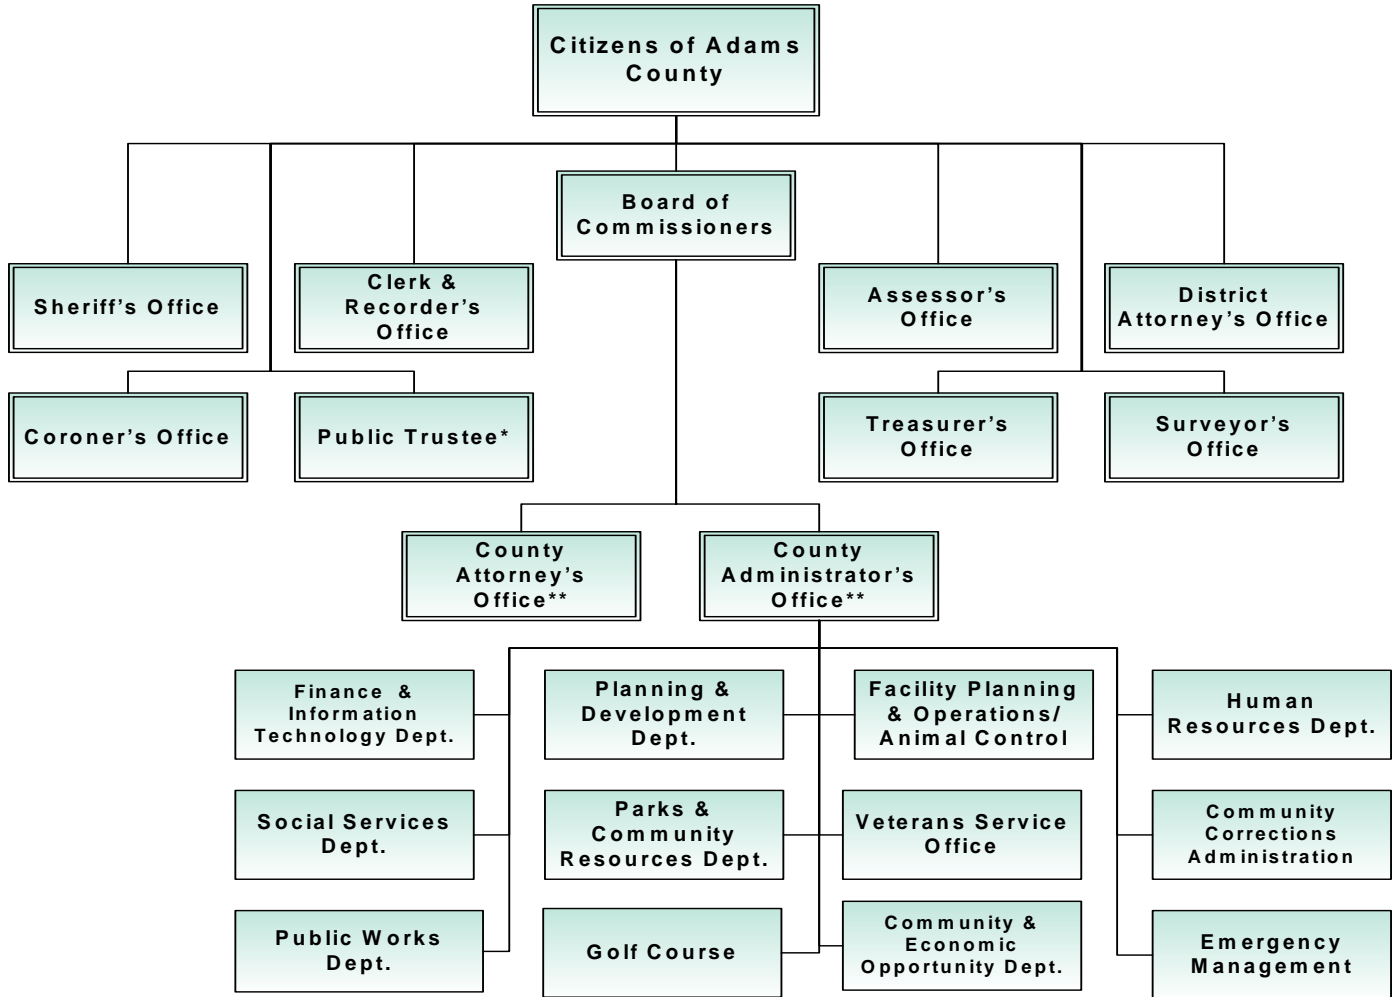 Citizens of Adams
County
Board of
Commissioners
Sheriff’s Office
Clerk &
Recorder’s
Office
Assessor’s
Office
District
Attorney’s Office
Coroner’s Office
Public Trustee*
Treasurer’s
Office
Surveyor’s
Office
County
Attorney’s
Office**
County
Administrator’s
Office**
Finance &
Information
Technology Dept.
Planning &
Development
Dept.
Facility Planning
& Operations/
Animal Control
Human
Resources Dept.
Social Services
Dept.
Parks &
Community
Resources Dept.
Veterans Service
Office
Community
Corrections
Administration
Public Works
Dept.
Golf Course
Community &
Economic
Opportunity Dept.
Emergency
Management